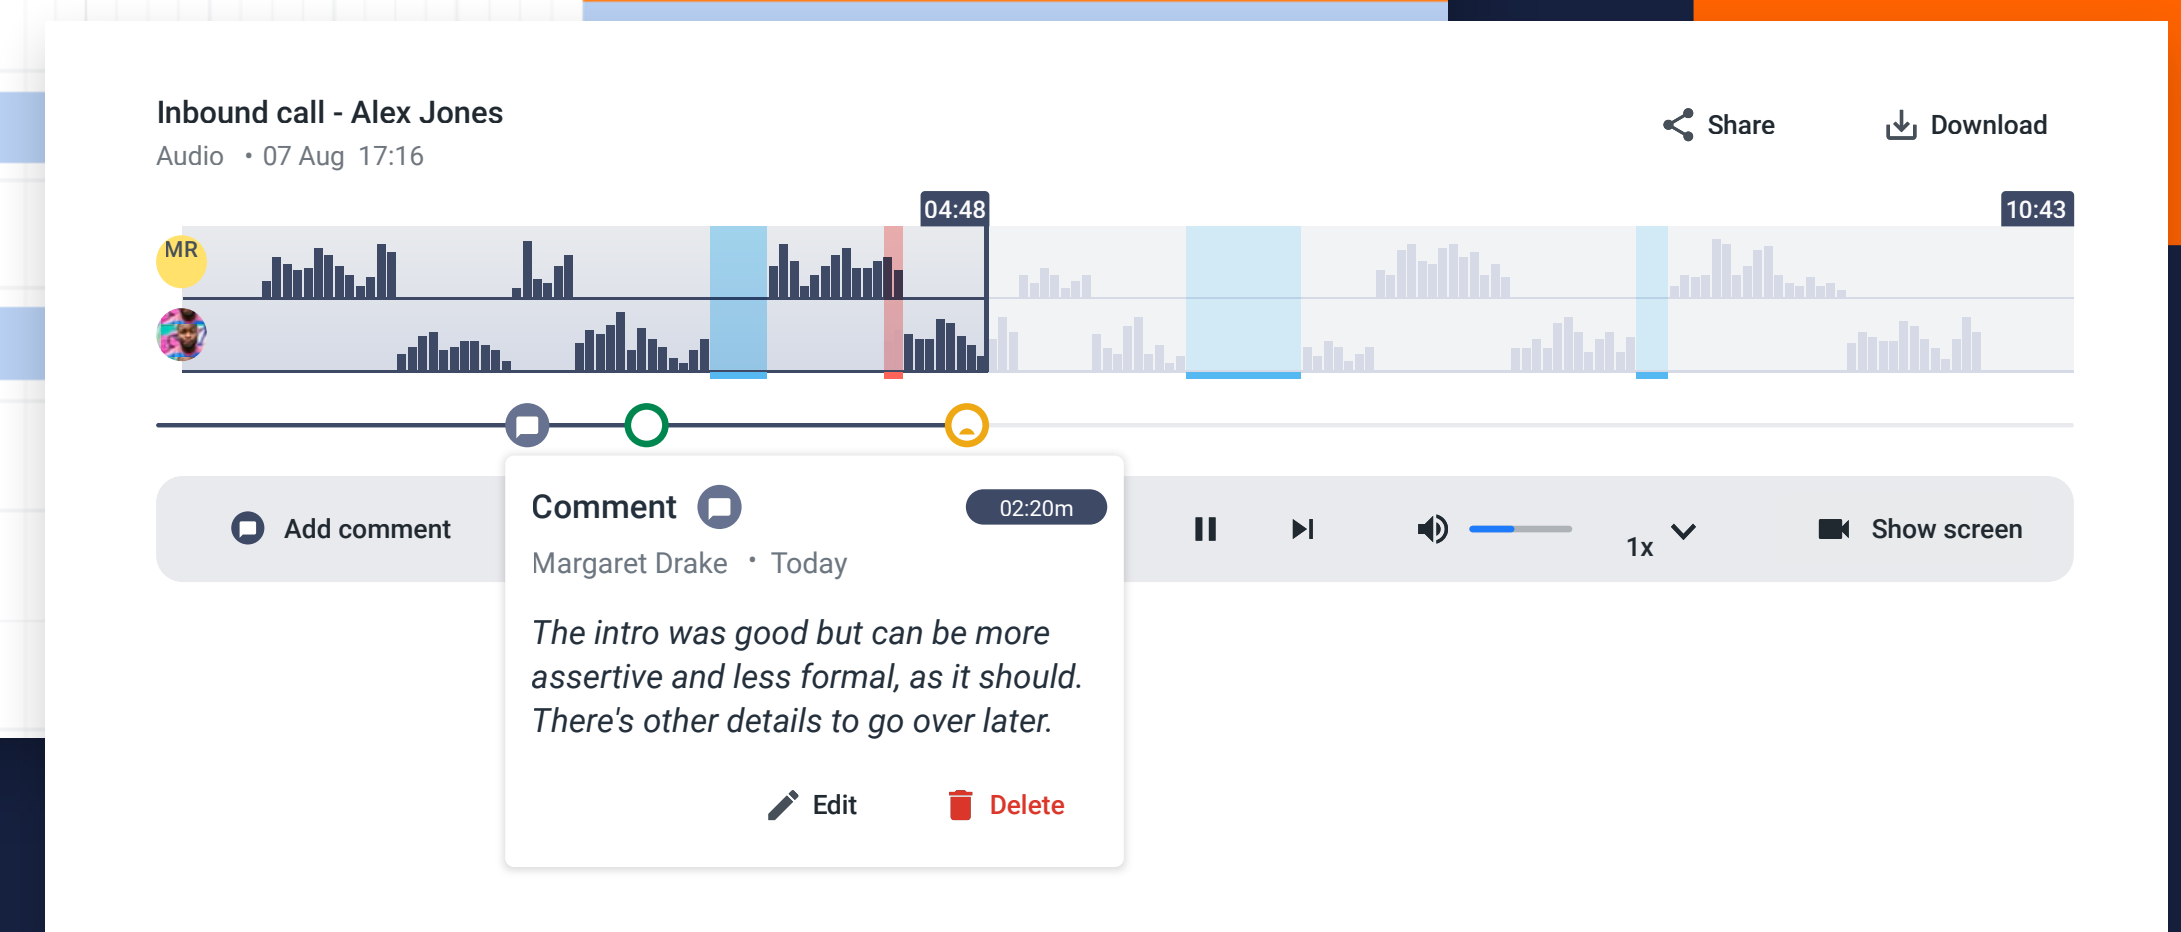 Inbound call - Alex Jones
Audio • 07 Aug 17:16
Share
Download
04:48
10:43
MR
Add comment
1x
Show screen
Comment
02:20m
Margaret Drake • Today
The intro was good but can be more
assertive and less formal, as it should.
There's other details to go over later.
Edit
Delete